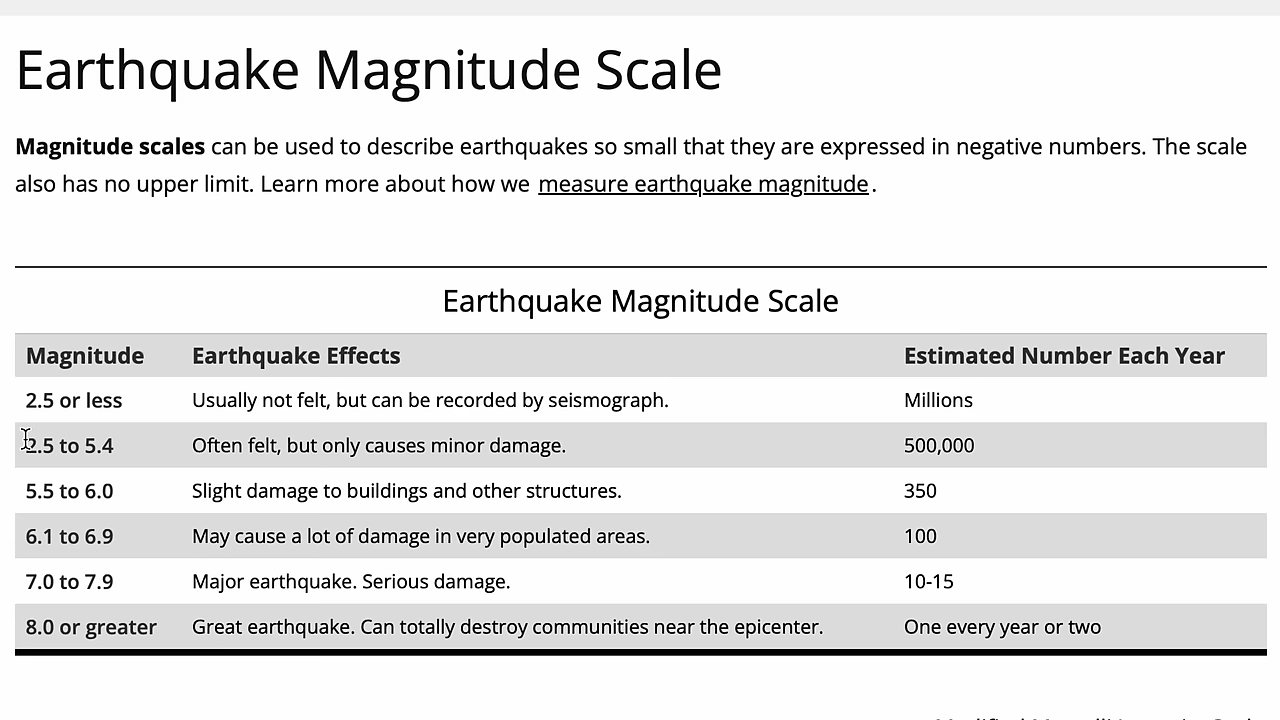 Earthquake Magnitude Scale
Magnitude scales can be used to describe earthquakes so small that they are expressed in negative numbers. The scale
also has no upper limit. Learn more about how we measure earthquake magnitude.
Earthquake Magnitude Scale
Magnitude Earthquake Effects Estimated Number Each Year
2.5 or less Usually not felt, but can be recorded by seismograph. Millions
2.5 to 5.4 Often felt, but only causes minor damage. 500,000
5.5 to 6.0 Slight damage to buildings and other structures. 350
6.1 to 6.9 May cause a lot of damage in very populated areas. 100
7.0 to 7.9 Major earthquake. Serious damage. 10-15
8.0 or greater Great earthquake. Can totally destroy communities near the epicenter. One every year or two